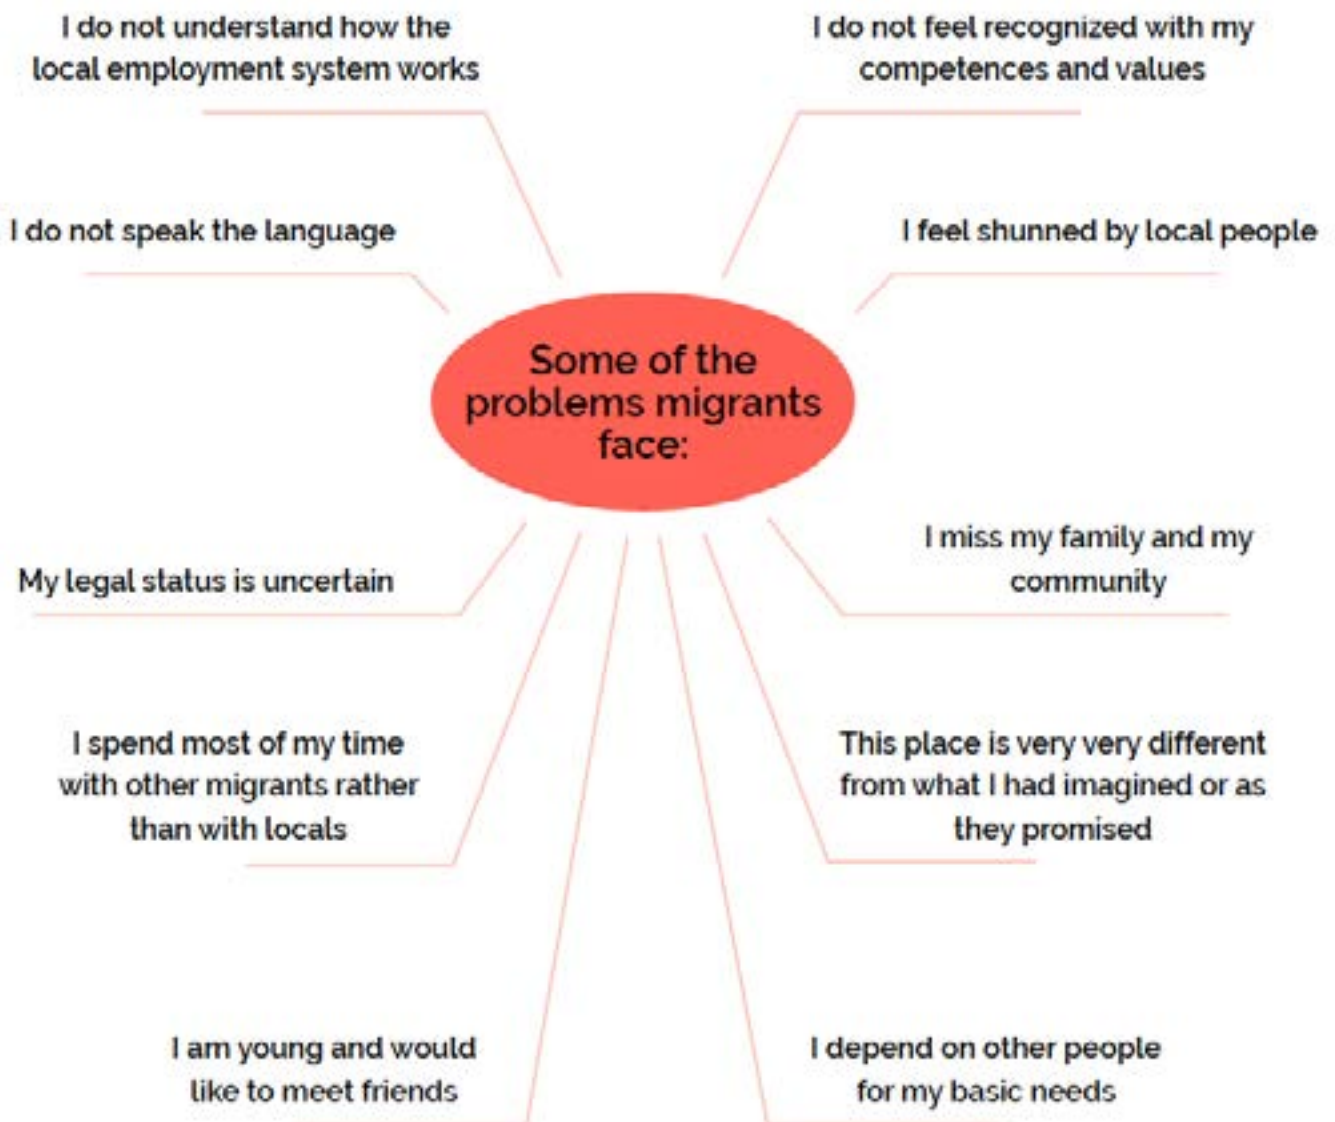 I do not understand how the
local employment system works
I do not feel recognized with my
competences and values
I do not speak the language
I feel shunned by local people
Some of the
problems migrants
face:
My legal status is uncertain
I miss my family and my
community
I spend most of my time
with other migrants rather
than with locals
This place is very very different
from what I had imagined or as
they promised
I am young and would
like to meet friends
I depend on other people
for my basic needs